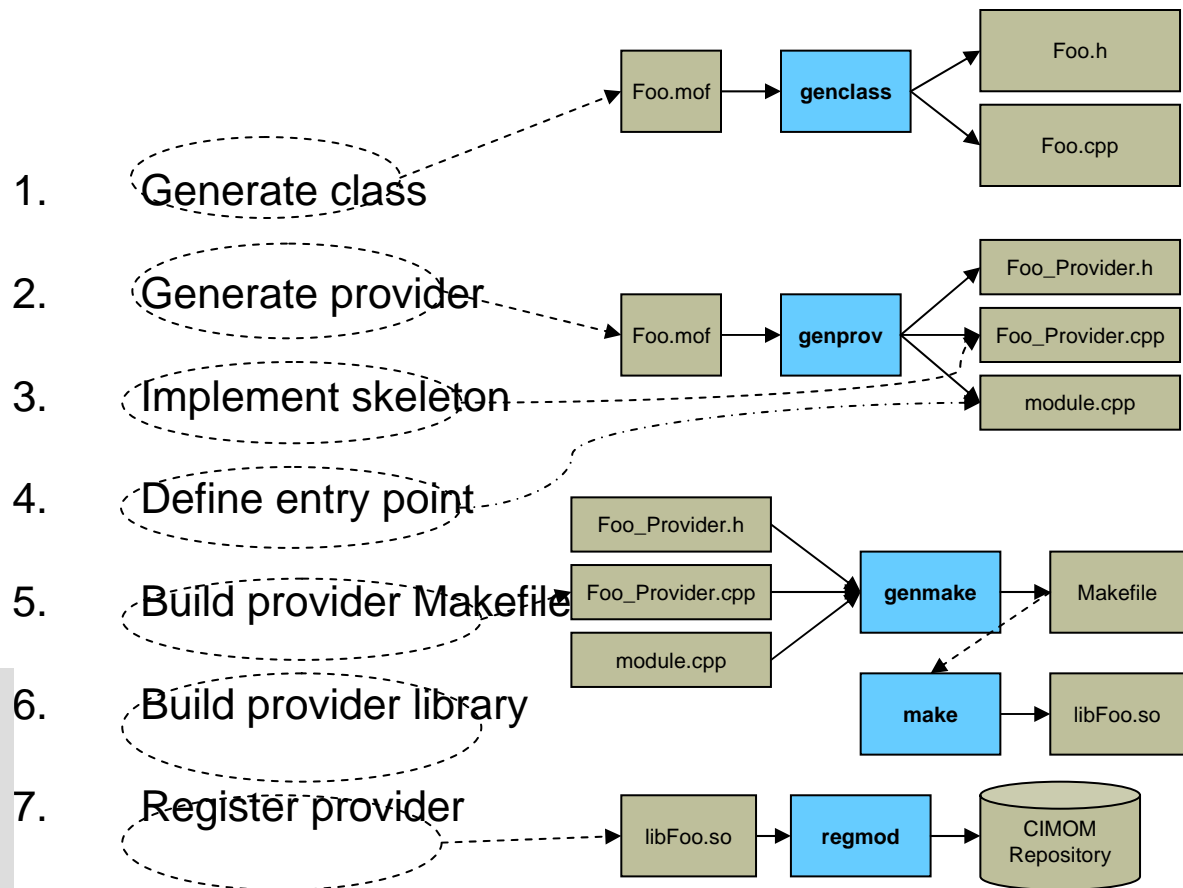 Foo.mof
genclass
Foo.h
Foo.cpp
1. Generate class
2. Generate provider
Foo.mof
genprov
Foo_Provider.h
Foo_Provider.cpp
module.cpp
3. Implement skeleton
4. Define entry point
5. Build provider Makefile
Foo_Provider.h
Foo_Provider.cpp
module.cpp
genmake
Makefile
6. Build provider library
make
libFoo.so
7. Register provider
libFoo.so
regmod
CIMOM
Repository